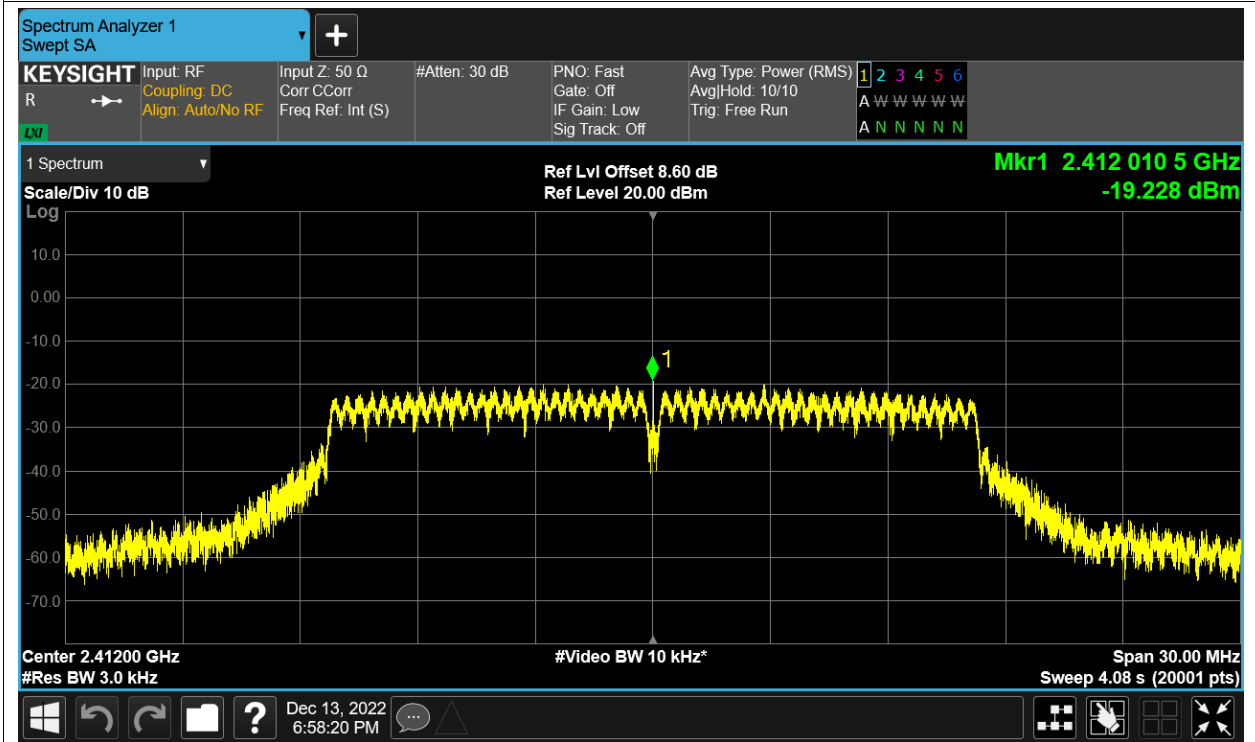 Spectrum Analyzer 1
Swept SA
+
KEYSIGHT
R
LXI
Input: RF
Coupling: DC
Align: Auto/No RF
Input Z: 50 Ω
Corr CCorr
Freq Ref: Int (S)
#Atten: 30 dB
PNO: Fast
Gate: Off
IF Gain: Low
Sig Track: Off
Avg Type: Power (RMS)
Avg|Hold: 10/10
Trig: Free Run
1 2 3 4 5 6
A W W W W W
A N N N N N
1 Spectrum
Scale/Div 10 dB
Log
Ref Lvl Offset 8.60 dB
Ref Level 20.00 dBm
Mkr1 2.412 010 5 GHz
-19.228 dBm
10.0
0.00
-10.0
1
-20.0
-30.0
-40.0
-50.0
-60.0
-70.0
Center 2.41200 GHz
#Video BW 10 kHz*
Span 30.00 MHz
#Res BW 3.0 kHz
Sweep 4.08 s (20001 pts)
?
Dec 13, 2022
6:58:20 PM